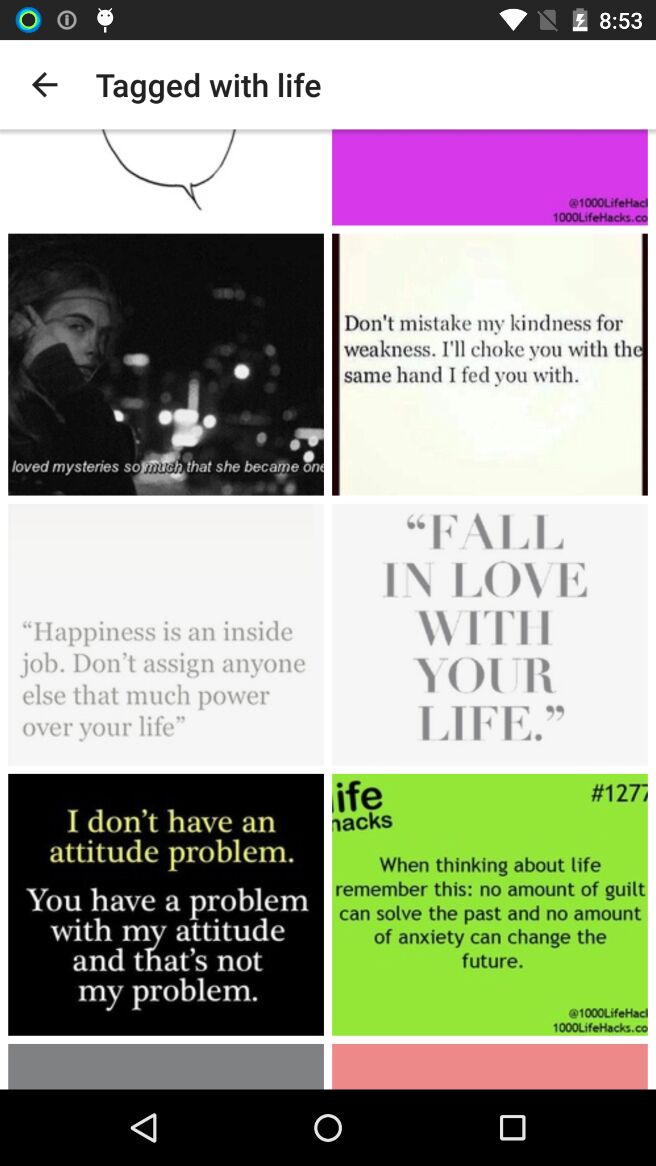 8:53
Tagged with life
@1000LifeHacl
1000LifeHacks.co
loved mysteries so much that she became one
Don't mistake my kindness for
weakness. I'll choke you with the
same hand I fed you with.
“Happiness is an inside
job. Don’t assign anyone
else that much power
over your life”
“FALL
IN LOVE
WITH
YOUR
LIFE.”
I don’t have an
attitude problem.
You have a problem
with my attitude
and that’s not
my problem.
ife
hacks
#1277
When thinking about life
remember this: no amount of guilt
can solve the past and no amount
of anxiety can change the
future.
@1000LifeHacl
1000LifeHacks.co